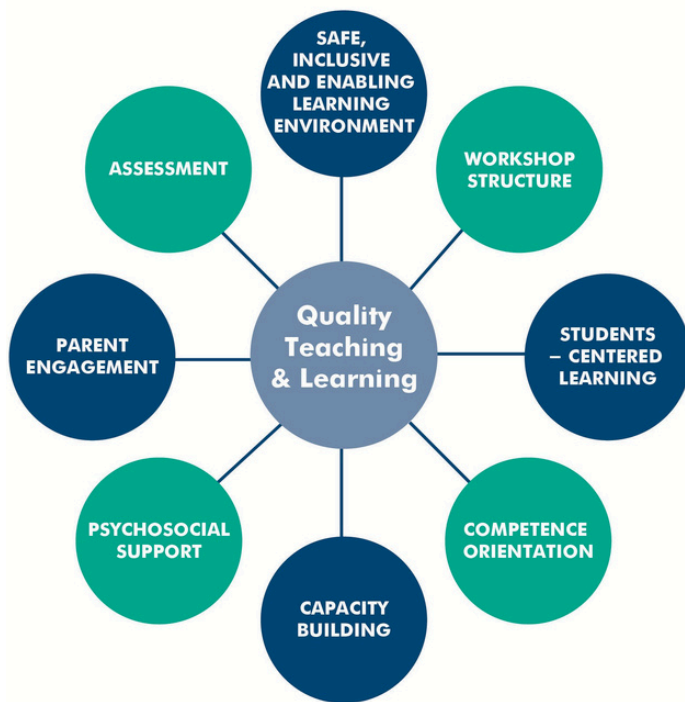 SAFE,
INCLUSIVE
AND ENABLING
LEARNING
ENVIRONMENT
WORKSHOP
STRUCTURE
STUDENTS
– CENTERED
LEARNING
COMPETENCE
ORIENTATION
CAPACITY
BUILDING
PSYCHOSOCIAL
SUPPORT
PARENT
ENGAGEMENT
ASSESSMENT
Quality
Teaching
& Learning